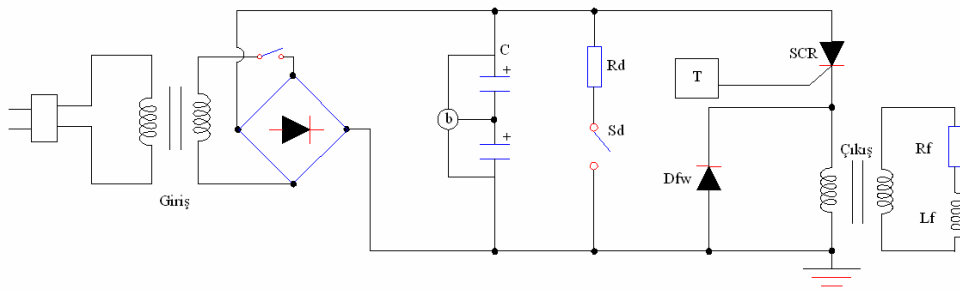 C
+
SCR
Rd
T
b
+
Sd
Çıkış
Rf
Dfw
Giriş
Lf